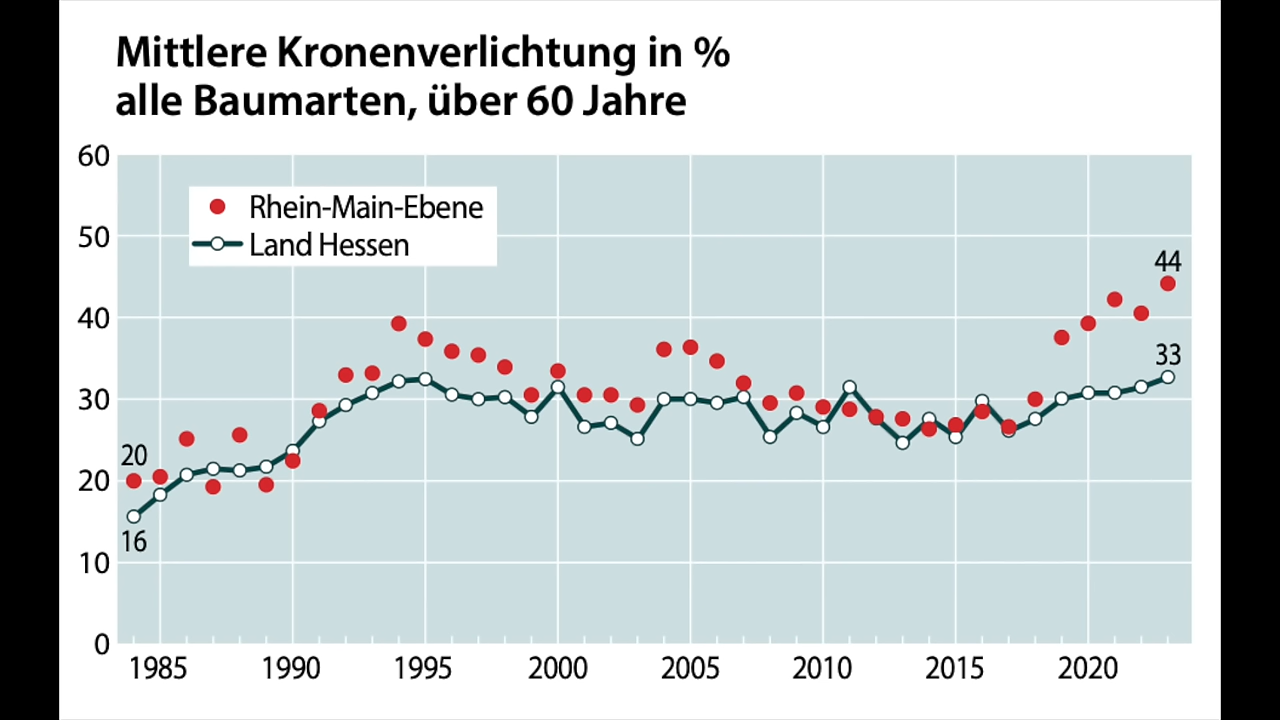 Mittlere Kronenverlichtung in %
alle Baumarten, über 60 Jahre
60
Rhein-Main-Ebene
50
Land Hessen
44
40
33
30
20
20
16
10
0
1985 1990 1995 2000 2005 2010 2015 2020